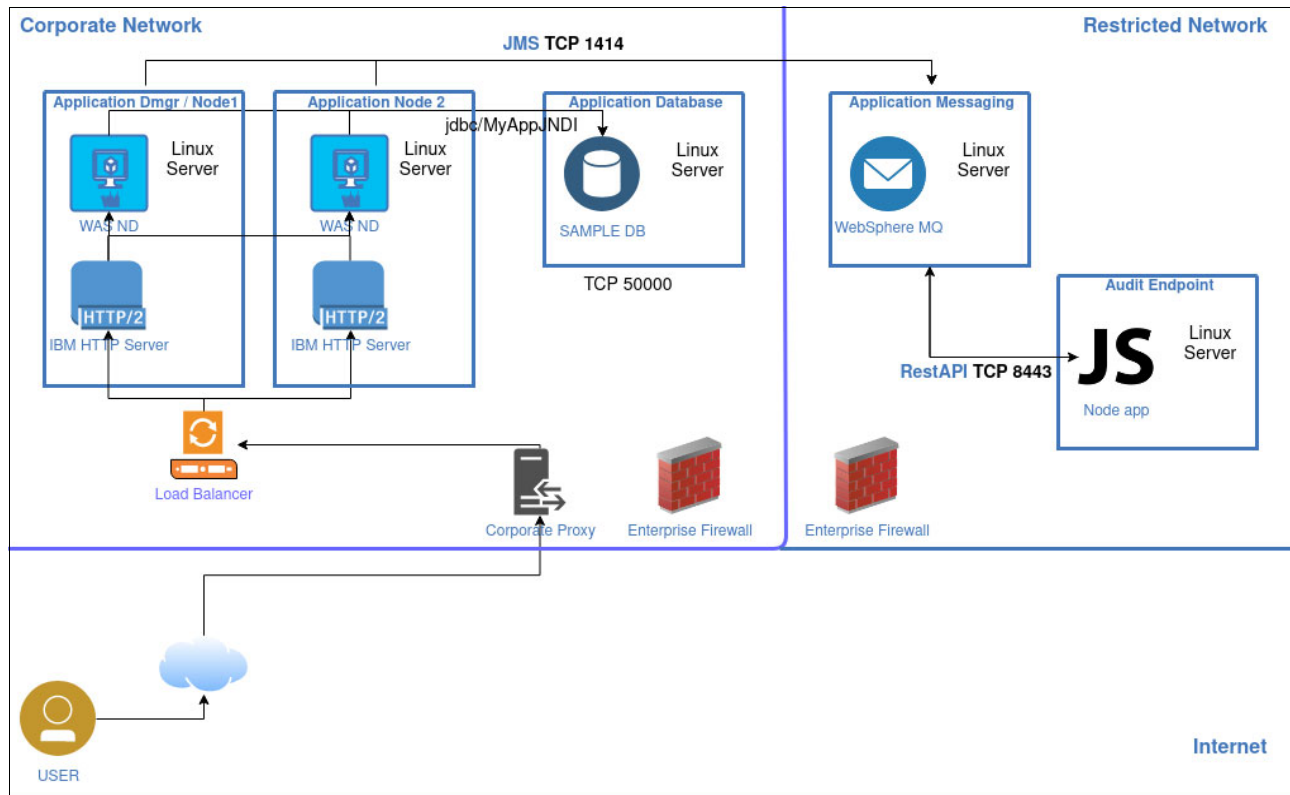 Corporate Network
Restricted Network
JMS TCP 1414
Application Dmgr / Node1
Application Node 2
Application Database
Application Messaging
jdbc/MyAppJNDI
Linux
Server
Linux
Server
Linux
Server
Linux
Server
WAS ND
WAS ND
SAMPLE DB
WebSphere MQ
TCP 50000
Audit Endpoint
HTTP/2
HTTP/2
IBM HTTP Server
IBM HTTP Server
Linux
Server
JS
RestAPI TCP 8443
Node app
Load Balancer
Corporate Proxy
Enterprise Firewall
Enterprise Firewall
Internet
USER